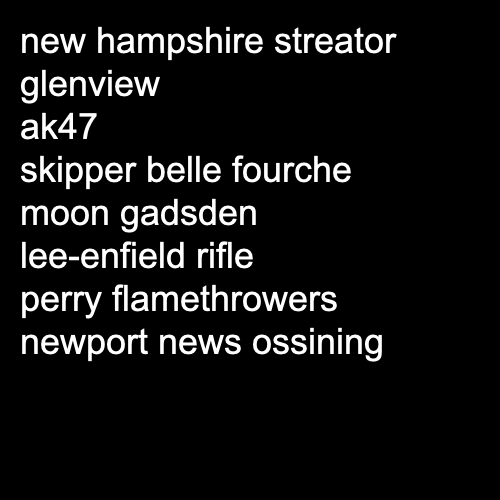 new hampshire streator
glenview
ak47
skipper belle fourche
moon gadsden
lee-enfield rifle
perry flamethrowers
newport news ossining